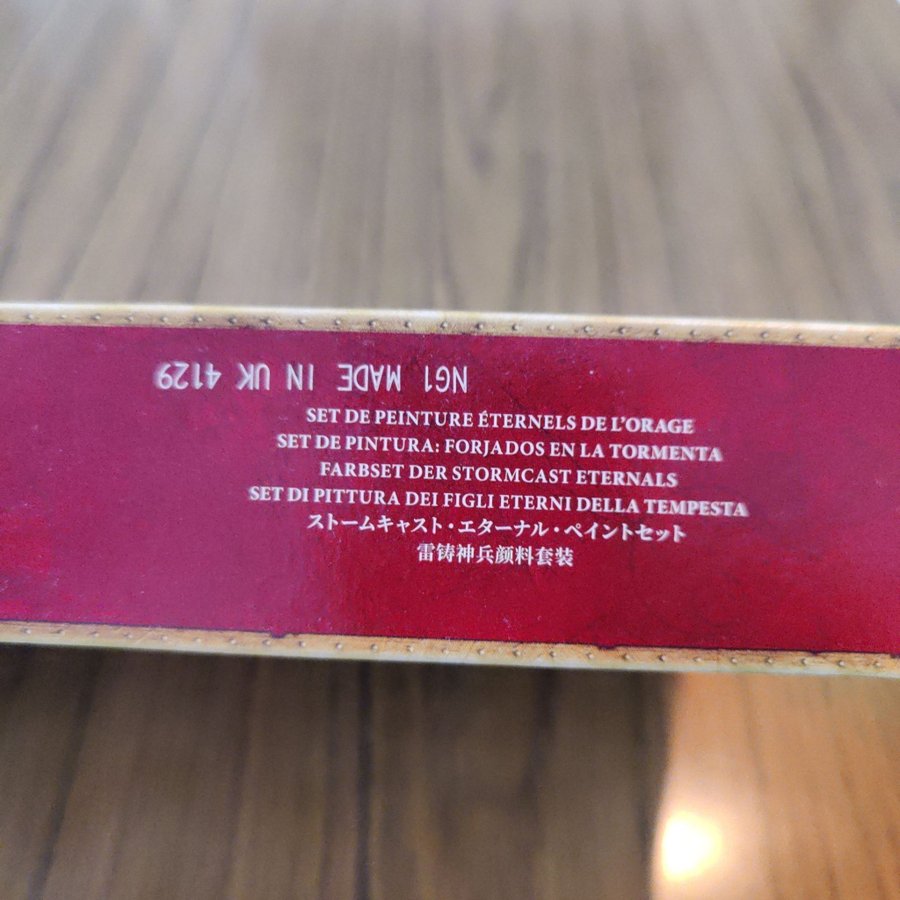 NG1 MADE IN UK 4129
SET DE PEINTURE ÉTERNELS DE L'ORAGE
SET DE PINTURA: FORJADOS EN LA TORMENTA
FARBSET DER STORMCAST ETERNALS
SET DI PITTURA DEI FIGLI ETERNI DELLA TEMPESTA
ストームキャスト・エターナル・ペイントセット
雷铸神兵颜料套装